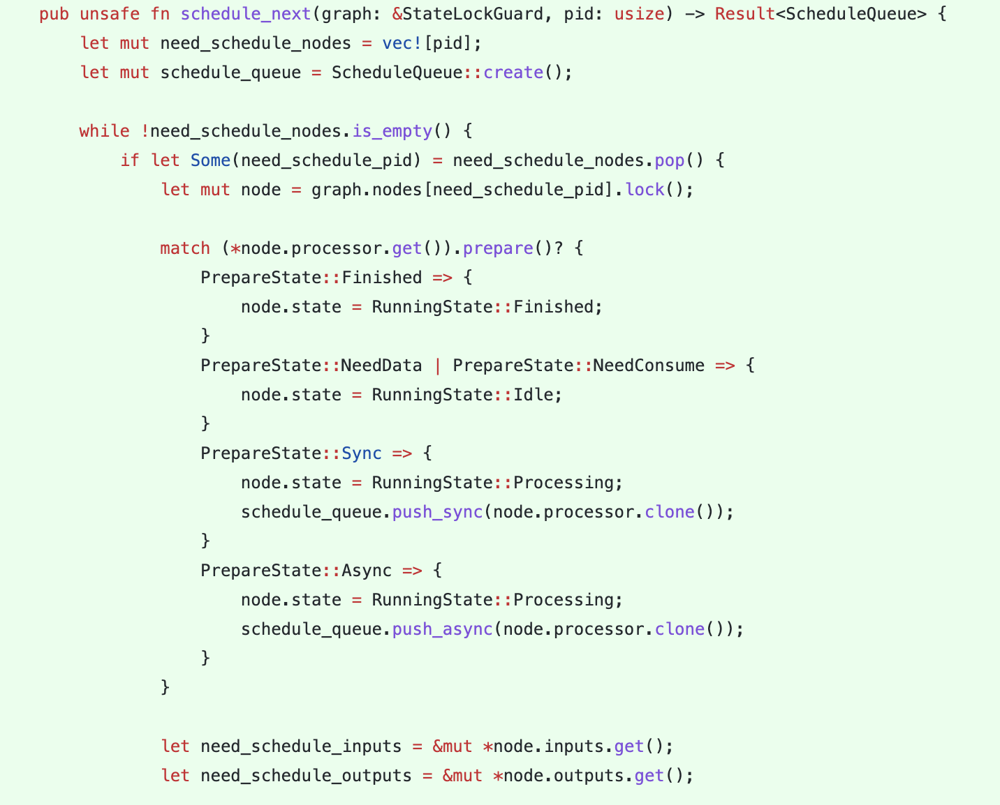 pub unsafe fn schedule_next(graph: &StateLockGuard, pid: usize) -> Result<ScheduleQueue> {
    let mut need_schedule_nodes = vec![pid];
    let mut schedule_queue = ScheduleQueue::create();

    while !need_schedule_nodes.is_empty() {
        if let Some(need_schedule_pid) = need_schedule_nodes.pop() {
            let mut node = graph.nodes[need_schedule_pid].lock();

            match (*node.processor.get()).prepare()? {
                PrepareState::Finished => {
                    node.state = RunningState::Finished;
                }
                PrepareState::NeedData | PrepareState::NeedConsume => {
                    node.state = RunningState::Idle;
                }
                PrepareState::Sync => {
                    node.state = RunningState::Processing;
                    schedule_queue.push_sync(node.processor.clone());
                }
                PrepareState::Async => {
                    node.state = RunningState::Processing;
                    schedule_queue.push_async(node.processor.clone());
                }
            }

            let need_schedule_inputs = &mut *node.inputs.get();
            let need_schedule_outputs = &mut *node.outputs.get();